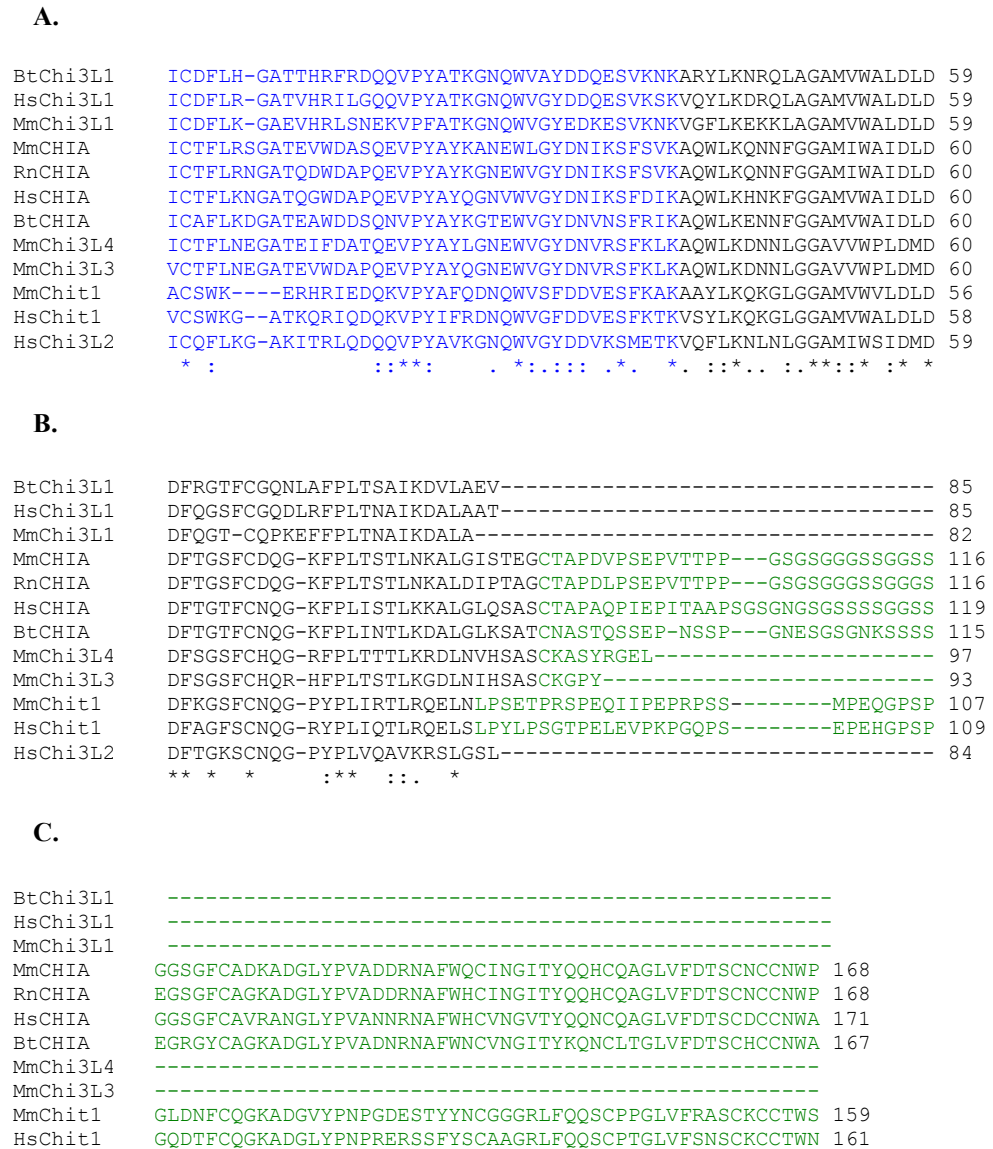 A.
BtChi3L1 ICDFLH-GATTHRFRDQQVPYATKGNQWVAYDDQESVKNKARYLKNRQLAGAMVWALDLD 59
HsChi3L1 ICDFLR-GATVHRILGQQVPYATKGNQWVGYDDQESVKSKVQYLKDRQLAGAMVWALDLD 59
MmChi3L1 ICDFLK-GAEVHRLSNEKVPFATKGNQWVGYEDKESVKNKVGFLKEKKLAGAMVWALDLD 59
MmCHIA ICTFLRSGATEVWDASQEVPYAYKANEWLGYDNIKSFSVKAQWLKQNNFGGAMIWAIDLD 60
RnCHIA ICTFLRNGATQDWDAPQEVPYAYKGNEWVGYDNIKSFSVKAQWLKQNNFGGAMIWAIDLD 60
HsCHIA ICTFLKNGATQGWDAPQEVPYAYQGNVWVGYDNIKSFDIKAQWLKHNKFGGAMVWAIDLD 60
BtCHIA ICAFLKDGATEAWDDSQNVPYAYKGTEWVGYDNVNSFRIKAQWLKENNFGGAMVWAIDLD 60
MmChi3L4 ICTFLNEGATEIFDATQEVPYAYLGNEWVGYDNVRSFKLKAQWLKDNNLGGAVVWPLDMD 60
MmChi3L3 VCTFLNEGATEVWDAPQEVPYAYQGNEWVGYDNVRSFKLKAQWLKDNNLGGAVVWPLDMD 60
MmChit1 ACSWK----ERHRIEDQKVPYAFQDNQWVSFDDVESFKAKAAYLKQKGLGGAMVWVLDLD 56
HsChit1 VCSWKG--ATKQRIQDQKVPYIFRDNQWVGFDDVESFKTKVSYLKQKGLGGAMVWALDLD 58
HsChi3L2 ICQFLKG-AKITRLQDQQVPYAVKGNQWVGYDDVKSMETKVQFLKNLNLGGAMIWSIDMD 59
* : ::**: . *:.::: .*. *. ::*.. :.**::* :* *
B.
BtChi3L1 DFRGTFCGQNLAFPLTSAIKDVLAEV---------------------------------- 85
HsChi3L1 DFQGSFCGQDLRFPLTNAIKDALAAT---------------------------------- 85
MmChi3L1 DFQGT-CQPKEFFPLTNAIKDALA------------------------------------ 82
MmCHIA DFTGSFCDQG-KFPLTSTLNKALGISTEGCTAPDVPSEPVTTPP---GSGSGGGSSGGSS 116
RnCHIA DFTGSFCDQG-KFPLTSTLNKALDIPTAGCTAPDLPSEPVTTPP---GSGSGGGSSGGSS 116
HsCHIA DFTGTFCNQG-KFPLISTLKKALGLQSASCTAPAQPIEPITAAPSGSGNGSGSSSSGGSS 119
BtCHIA DFTGTFCNQG-KFPLINTLKDALGLKSATCNASTQSSEP-NSSP---GNESGSGNKSSSS 115
MmChi3L4 DFSGSFCHQG-RFPLTTTLKRDLNVHSASCKASYRGEL---------------------- 97
MmChi3L3 DFSGSFCHQR-HFPLTSTLKGDLNIHSASCKGPY-------------------------- 93
MmChit1 DFKGSFCNQG-PYPLIRTLRQELNLPSETPRSPEQIIPEPRPSS--------MPEQGPSP 107
HsChit1 DFAGFSCNQG-RYPLIQTLRQELSLPYLPSGTPELEVPKPGQPS--------EPEHGPSP 109
HsChi3L2 DFTGKSCNQG-PYPLVQAVKRSLGSL---------------------------------- 84
** * * :** ::. *
C.
BtChi3L1 ----------------------------------------------------
HsChi3L1 ----------------------------------------------------
MmChi3L1 ----------------------------------------------------
MmCHIA GGSGFCADKADGLYPVADDRNAFWQCINGITYQQHCQAGLVFDTSCNCCNWP 168
RnCHIA EGSGFCAGKADGLYPVADDRNAFWHCINGITYQQHCQAGLVFDTSCNCCNWP 168
HsCHIA GGSGFCAVRANGLYPVANNRNAFWHCVNGVTYQQNCQAGLVFDTSCDCCNWA 171
BtCHIA EGRGYCAGKADGLYPVADNRNAFWNCVNGITYKQNCLTGLVFDTSCHCCNWA 167
MmChi3L4 ----------------------------------------------------
MmChi3L3 ----------------------------------------------------
MmChit1 GLDNFCQGKADGVYPNPGDESTYYNCGGGRLFQQSCPPGLVFRASCKCCTWS 159
HsChit1 GQDTFCQGKADGLYPNPRERSSFYSCAAGRLFQQSCPTGLVFSNSCKCCTWN 161